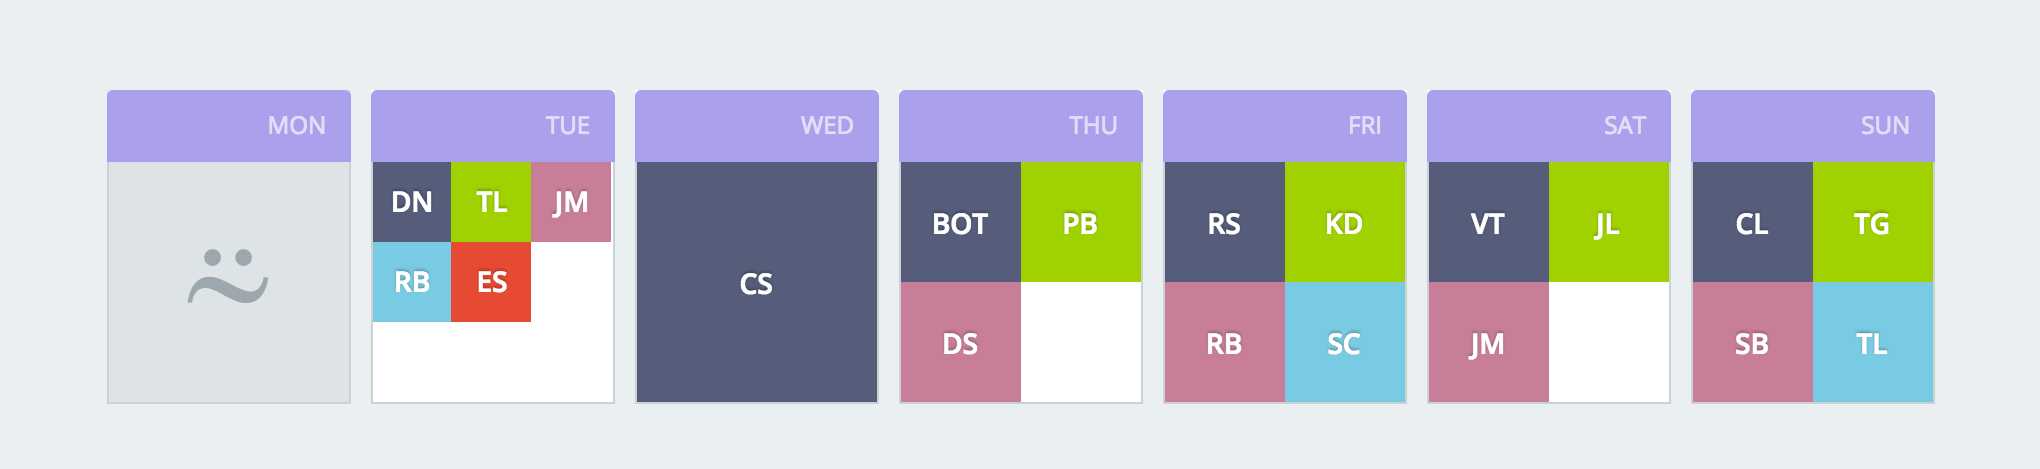 MON
TUE
WED
THU
FRI
SAT
SUN
DN TL JM
RB ES
CS
BOT PB
DS
RS KD
RB SC
VT JL
JM
CL TG
SB TL